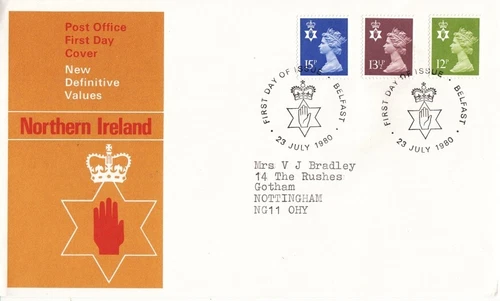 Post Office
First Day
Cover
New
Definitive
Values
Northern Ireland
15P
13½P
12P
FIRST DAY OF ISSUE · BELFAST ·
23 JULY 1980
FIRST DAY OF ISSUE · BELFAST ·
23 JULY 1980
Mrs V J Bradley
14 The Rushes
Gotham
NOTTINGHAM
NG11 OHY